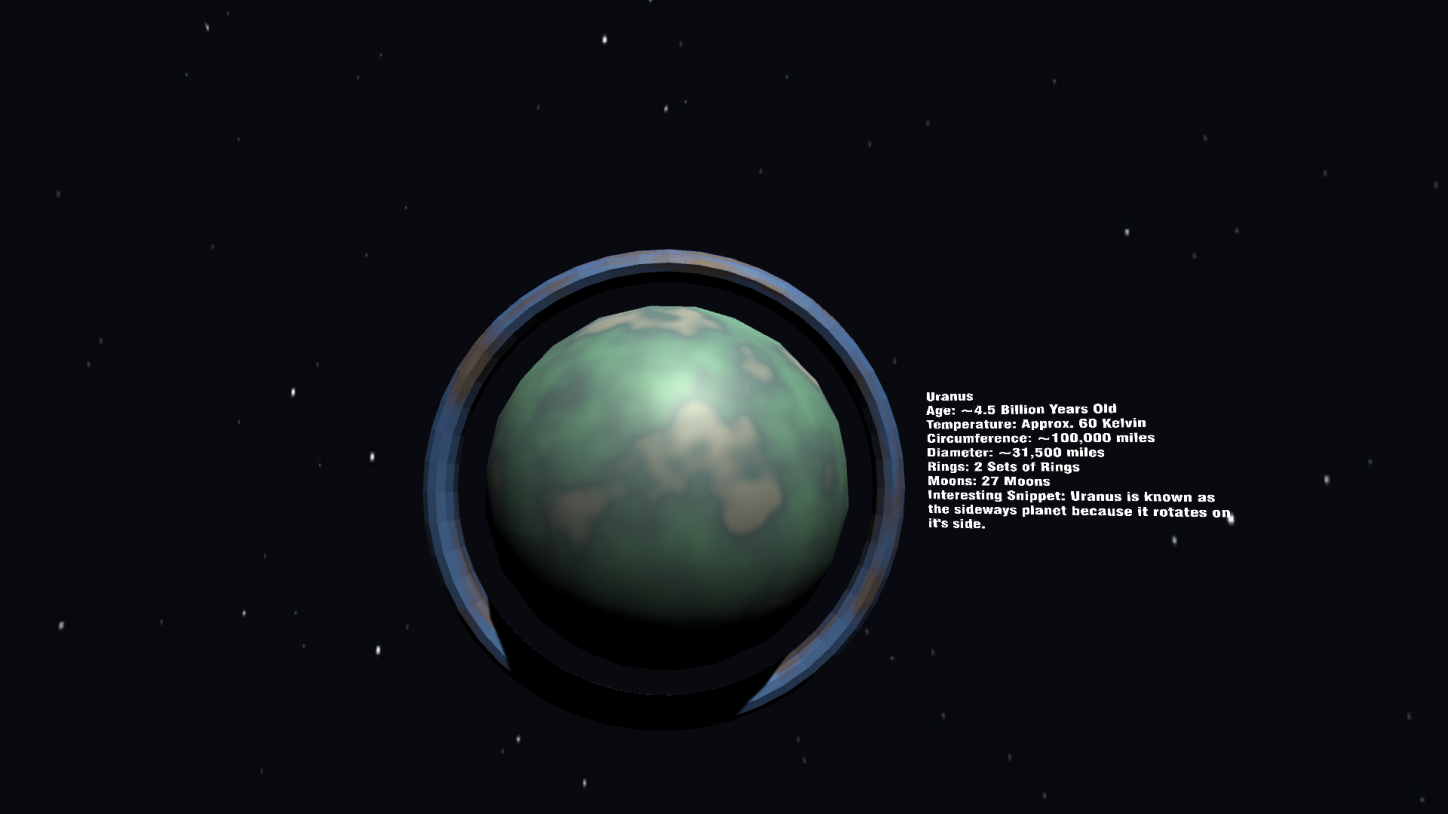 Uranus
Age: ~4.5 Billion Years Old
Temperature: Approx. 60 Kelvin
Circumference: ~100,000 miles
Diameter: ~31,500 miles
Rings: 2 Sets of Rings
Moons: 27 Moons
Interesting Snippet: Uranus is known as
the sideways planet because it rotates on
it's side.